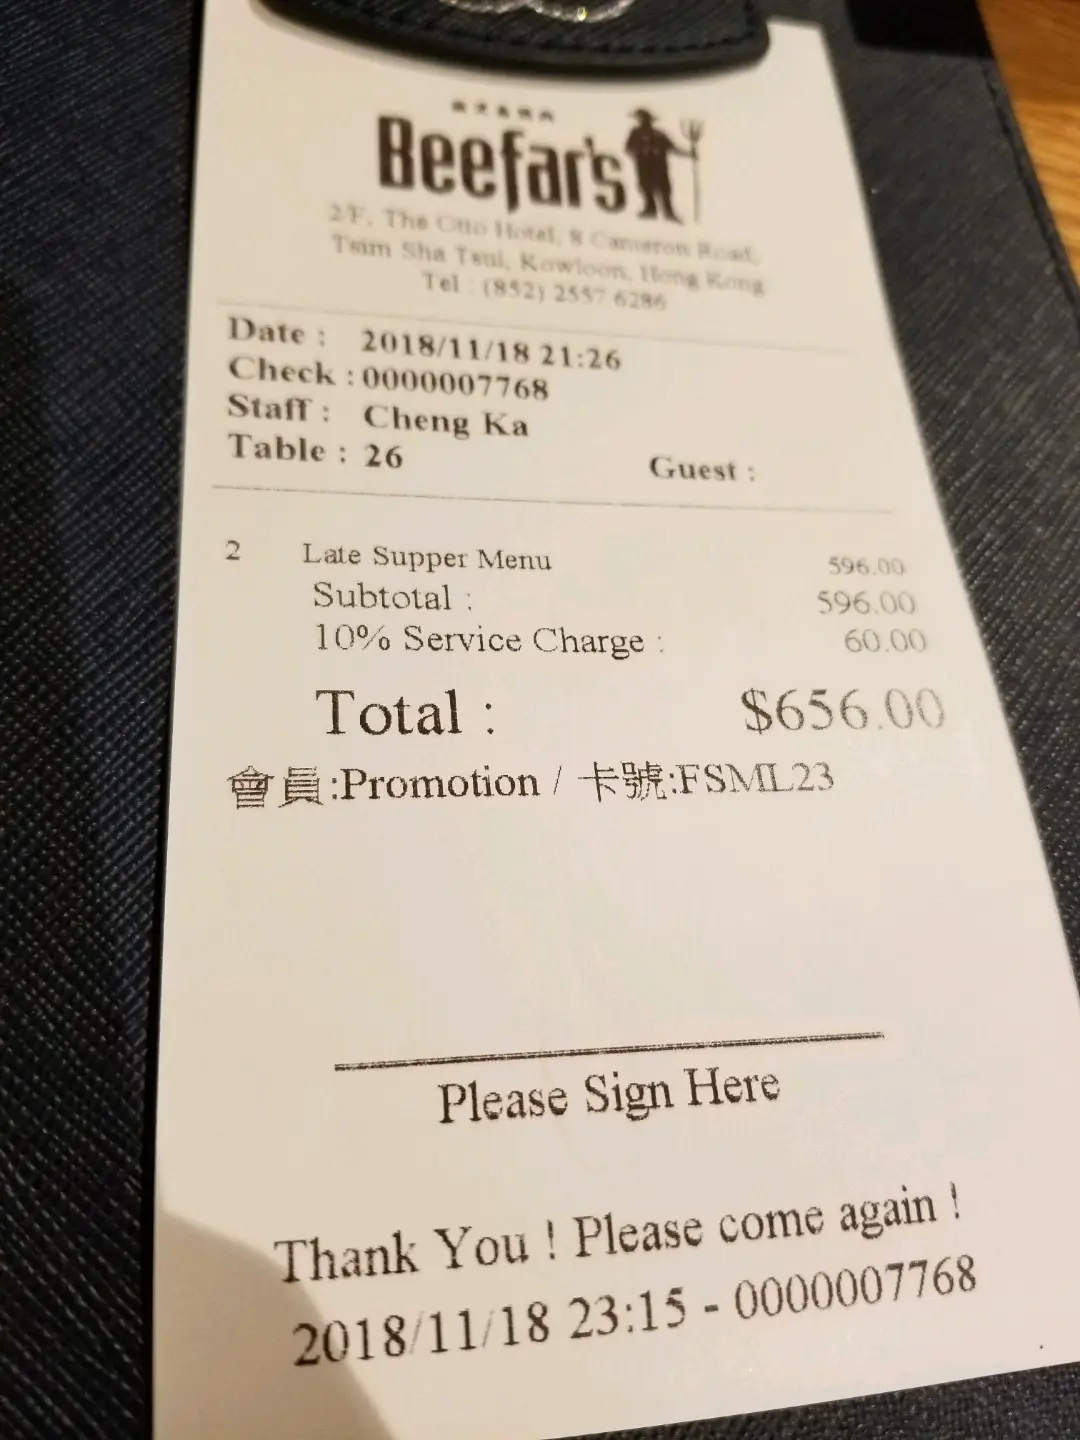 Beefar's
2/F, The Otto Hotel, 8 Cameron Road,
Tsim Sha Tsui, Kowloon, Hong Kong
Tel : (852) 2557 6286
Date : 2018/11/18 21:26
Check : 0000007768
Staff : Cheng Ka
Table : 26 Guest :
2 Late Supper Menu 596.00
Subtotal : 596.00
10% Service Charge : 60.00
Total : $656.00
會員:Promotion / 卡號:FSML23
Please Sign Here
Thank You ! Please come again !
2018/11/18 23:15 - 0000007768